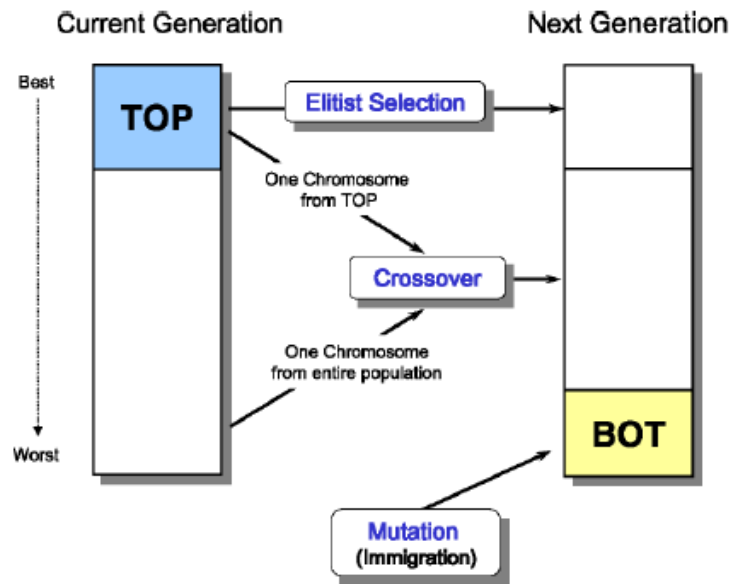 Current Generation
Next Generation
Best
TOP
Elitist Selection
One Chromosome
from TOP
Crossover
One Chromosome
from entire population
Worst
BOT
Mutation
(Immigration)